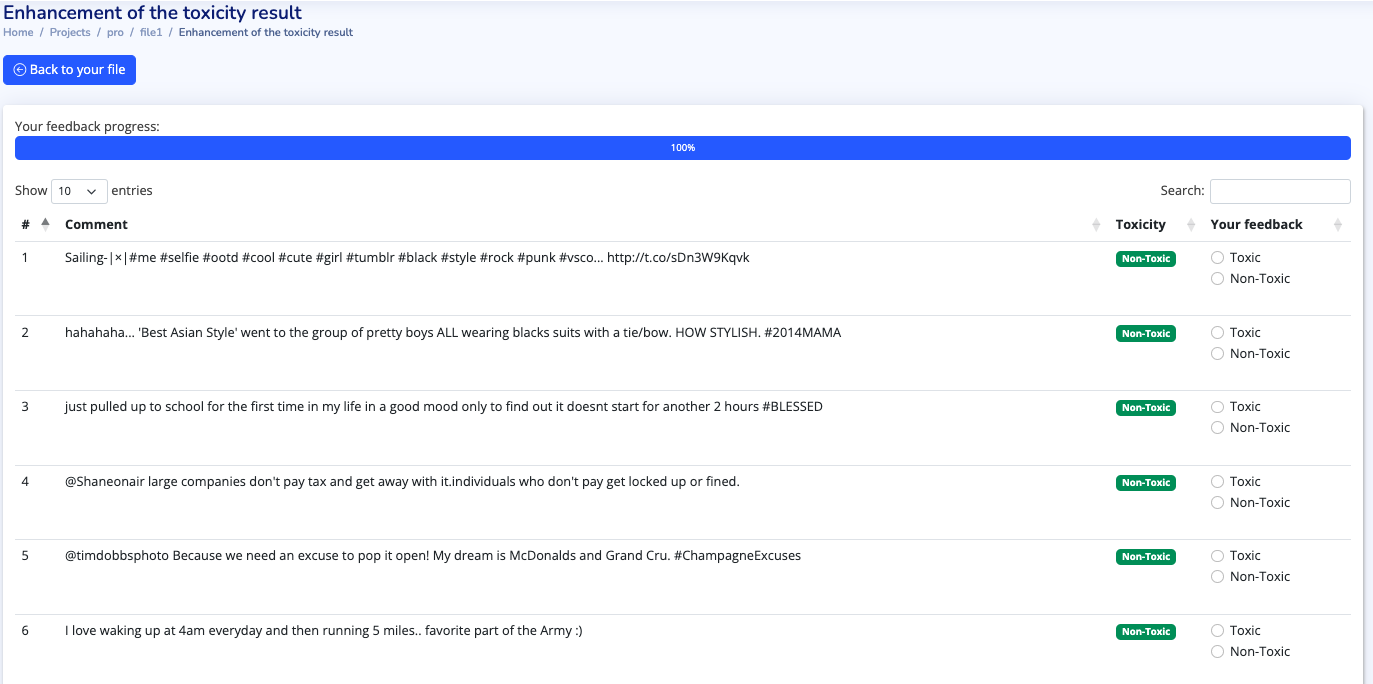 Enhancement of the toxicity result
Home / Projects / pro / file1 / Enhancement of the toxicity result
Back to your file
Your feedback progress:
100%
Show 10 entries Search:
# Comment Toxicity Your feedback
1 Sailing-|×|#me #selfie #ootd #cool #cute #girl #tumblr #black #style #rock #punk #vsco... http://t.co/sDn3W9Kqvk Non-Toxic Toxic
Non-Toxic
2 hahahaha... 'Best Asian Style' went to the group of pretty boys ALL wearing blacks suits with a tie/bow. HOW STYLISH. #2014MAMA Non-Toxic Toxic
Non-Toxic
3 just pulled up to school for the first time in my life in a good mood only to find out it doesnt start for another 2 hours #BLESSED Non-Toxic Toxic
Non-Toxic
4 @Shaneonair large companies don't pay tax and get away with it.individuals who don't pay get locked up or fined. Non-Toxic Toxic
Non-Toxic
5 @timdobbsphoto Because we need an excuse to pop it open! My dream is McDonalds and Grand Cru. #ChampagneExcuses Non-Toxic Toxic
Non-Toxic
6 I love waking up at 4am everyday and then running 5 miles.. favorite part of the Army :) Non-Toxic Toxic
Non-Toxic